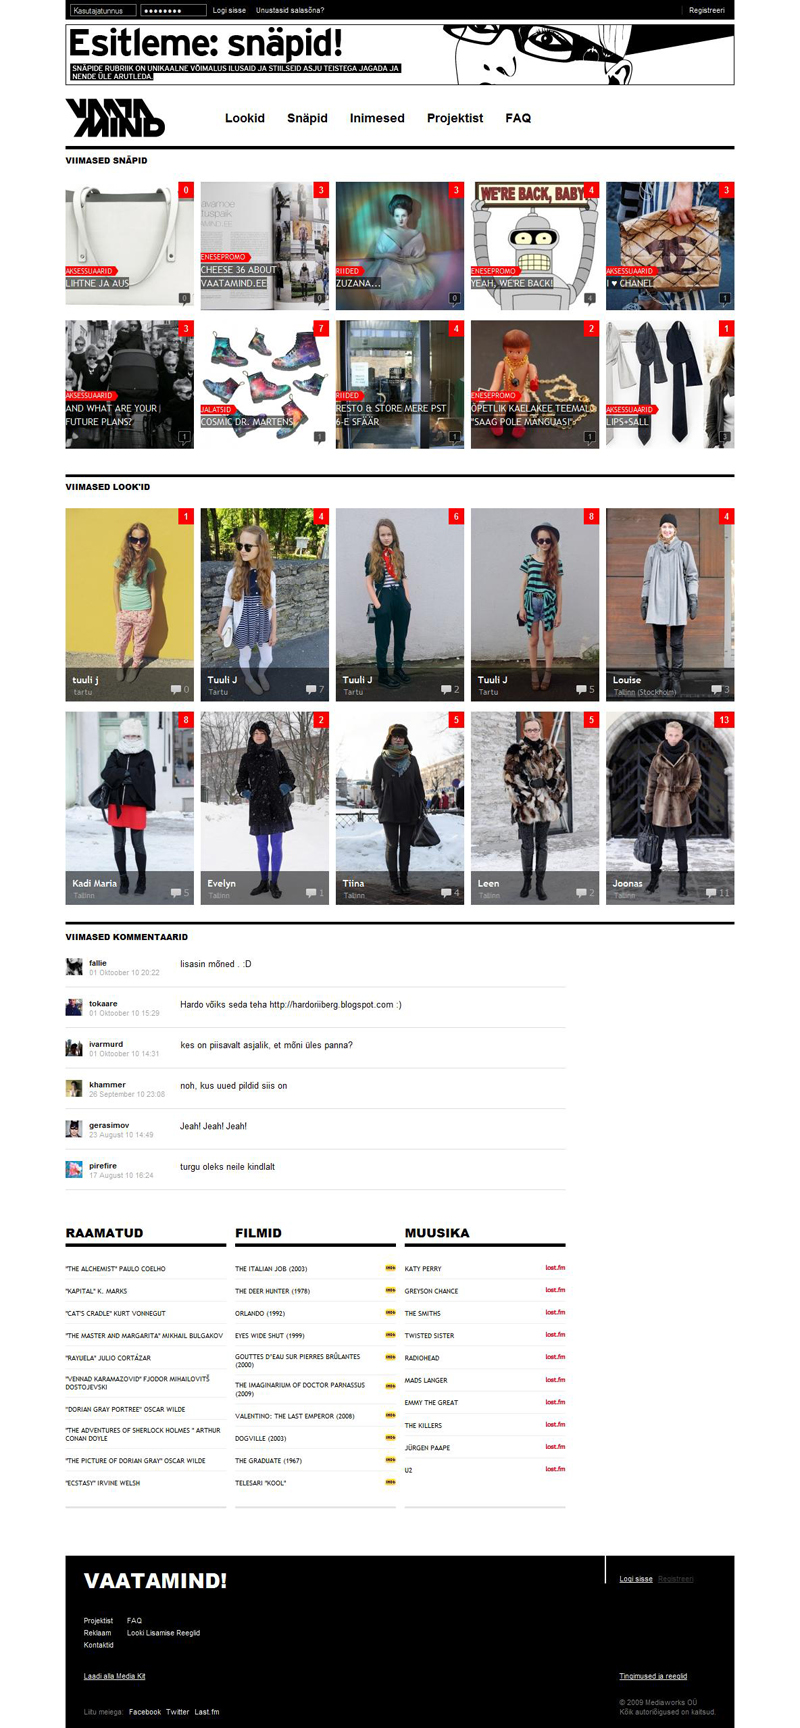 Kasutajatunnus
Logi sisse
Unustasid salasõna?
Registreeri
Esitleme: snäpid!
SNÄPIDE RUBRIIK ON UNIKAALNE VÕIMALUS ILUSAID JA STIILSEID ASJU TEISTEGA JAGADA JA
NENDE ÜLE ARUTLEDA.
VAATA
MIND
Lookid
Snäpid
Inimesed
Projektist
FAQ
VIIMASED SNÄPID
0
AKSESSUAARID
LIHTNE JA AUS
0
3
ENESEPROMO
CHEESE 36 ABOUT
VAATAMIND.EE
0
3
RIIDED
ZUZANA...
0
WE'RE BACK, BABY
4
ENESEPROMO
YEAH, WE'RE BACK!
4
3
AKSESSUAARID
I ♥ CHANEL
1
3
AKSESSUAARID
AND WHAT ARE YOUR
FUTURE PLANS?
1
7
JALATSID
COSMIC DR. MARTENS
1
4
RIIDED
RESTO & STORE MERE PST
6-E SFÄÄR
1
2
ENESEPROMO
ÕPETLIK KAELAKEE TEEMAL
"SAAG POLE MÄNGUASI"
1
1
AKSESSUAARID
LIPS+SALL
3
VIIMASED LOOK'ID
1
tuuli j
tartu
0
4
Tuuli J
Tartu
7
6
Tuuli J
Tartu
2
8
Tuuli J
Tartu
5
4
Louise
Tallinn (Stockholm)
3
8
Kadi Maria
Tallinn
5
2
Evelyn
Tallinn
1
5
Tiina
Tallinn
4
5
Leen
Tallinn
2
13
Joonas
Tallinn
11
VIIMASED KOMMENTAARID
fallie
01 Oktoober 10 20:22
lisasin mõned . :D
tokaare
01 Oktoober 10 15:29
Hardo võiks seda teha http://hardoriiberg.blogspot.com :)
ivarmurd
01 Oktoober 10 14:31
kes on piisavalt asjalik, et mõni üles panna?
khammer
26 September 10 23:08
noh, kus uued pildid siis on
gerasimov
23 August 10 14:49
Jeah! Jeah! Jeah!
pirefire
17 August 10 16:24
turgu oleks neile kindlalt
RAAMATUD
"THE ALCHEMIST" PAULO COELHO
"KAPITAL" K. MARKS
"CAT'S CRADLE" KURT VONNEGUT
"THE MASTER AND MARGARITA" MIKHAIL BULGAKOV
"RAYUELA" JULIO CORTÁZAR
"VENNAD KARAMAZOVID" FJODOR MIHAILOVITŠ
DOSTOJEVSKI
"DORIAN GRAY PORTREE" OSCAR WILDE
"THE ADVENTURES OF SHERLOCK HOLMES " ARTHUR
CONAN DOYLE
"THE PICTURE OF DORIAN GRAY" OSCAR WILDE
"ECSTASY" IRVINE WELSH
FILMID
THE ITALIAN JOB (2003)
THE DEER HUNTER (1978)
ORLANDO (1992)
EYES WIDE SHUT (1999)
GOUTTES D'EAU SUR PIERRES BRÛLANTES
(2000)
THE IMAGINARIUM OF DOCTOR PARNASSUS
(2009)
VALENTINO: THE LAST EMPEROR (2008)
DOGVILLE (2003)
THE GRADUATE (1967)
TELESARI "KOOL"
MUUSIKA
KATY PERRY last.fm
GREYSON CHANCE last.fm
THE SMITHS last.fm
TWISTED SISTER last.fm
RADIOHEAD last.fm
MADS LANGER last.fm
EMMY THE GREAT last.fm
THE KILLERS last.fm
JÜRGEN PAAPE last.fm
U2 last.fm
VAATAMIND!
Logi sisse Registreeri
Projektist FAQ
Reklaam Looki Lisamise Reeglid
Kontaktid
Laadi alla Media Kit
Tingimused ja reeglid
Liitu meiega: Facebook Twitter Last.fm
© 2009 Mediaworks OÜ
Kõik autoriõigused on kaitsud.